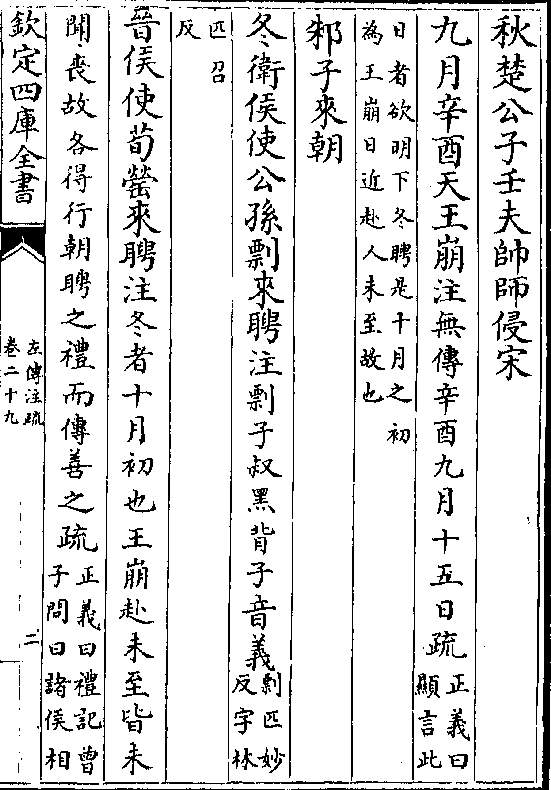 秋楚公子壬夫帥師侵宋
九月辛酉天王崩注無傳辛酉九月十五日疏正義曰顯言此
日者欲明下冬聘是十月之初
為王崩日近赴人未至故也
邾子來朝
冬衛侯使公孫剽來聘注剽子叔黑背子音義剽匹妙反字林
匹召
反
晉侯使荀罃來聘注冬者十月初也王崩赴未至皆未
聞喪故各得行朝聘之禮而傳善之疏正義曰禮記曾子問曰諸侯相
欽定四庫全書
左傳注疏
卷二十九
二